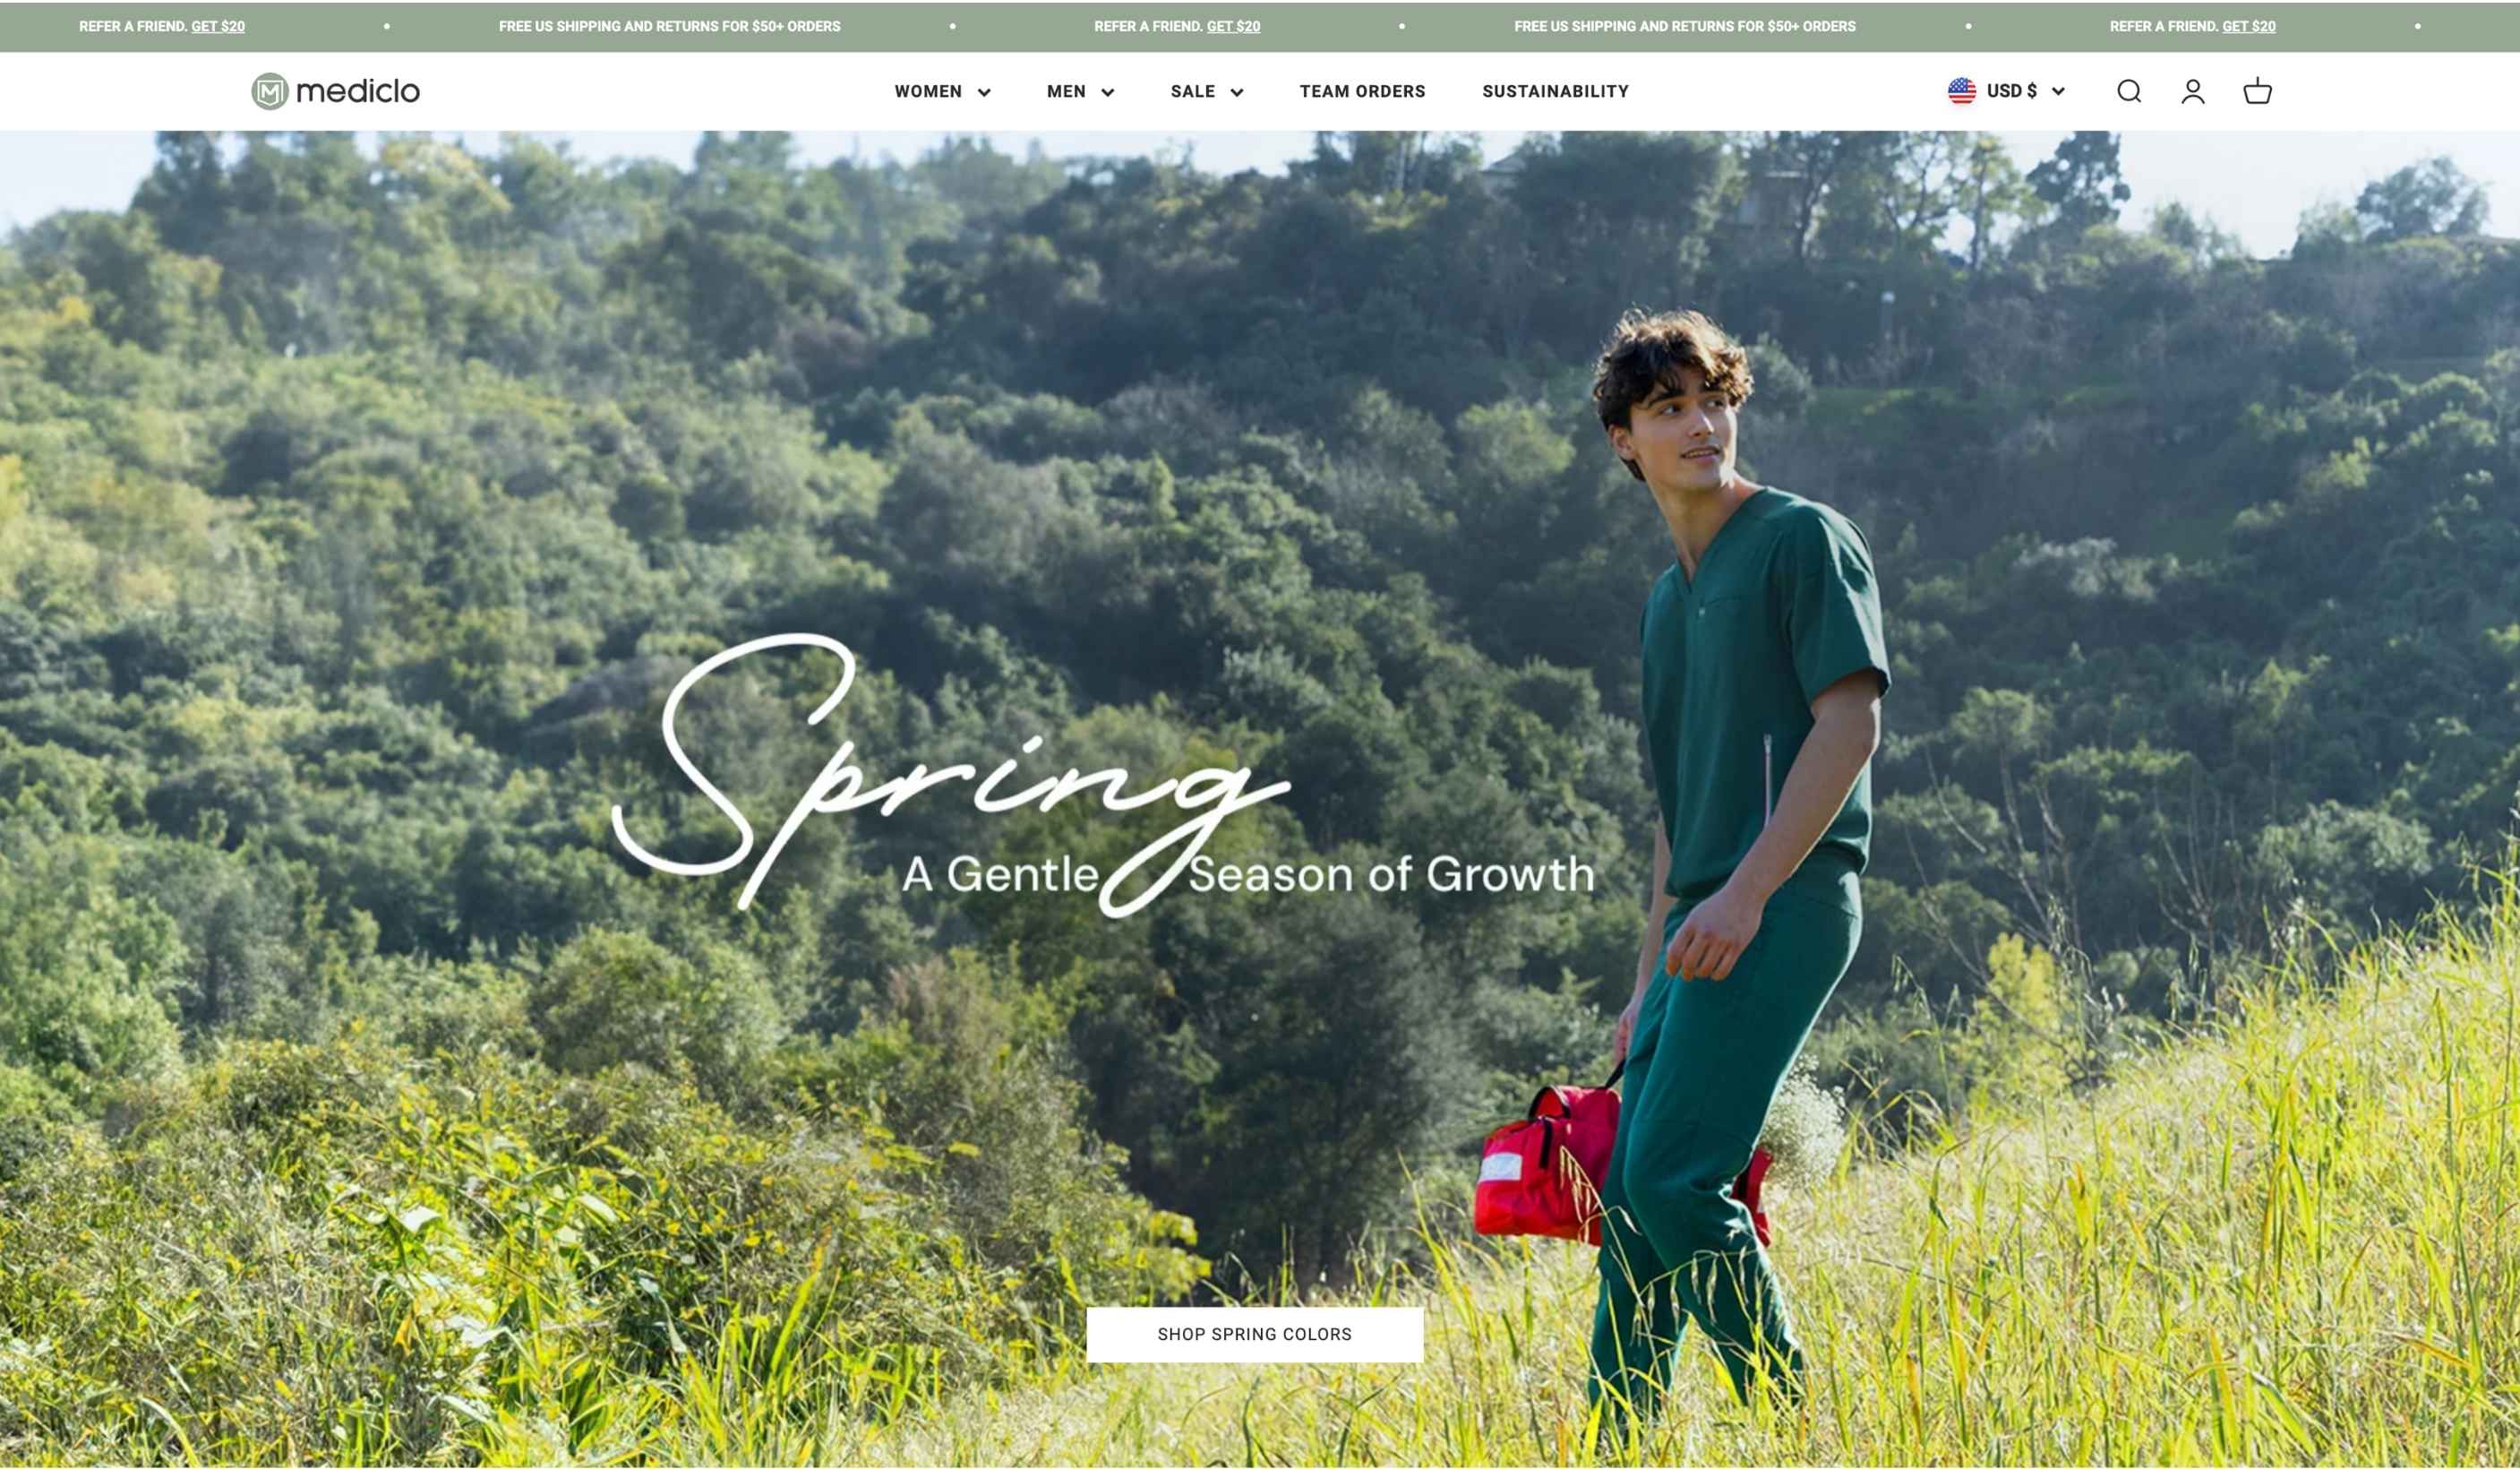 REFER A FRIEND. GET $20 • FREE US SHIPPING AND RETURNS FOR $50+ ORDERS • REFER A FRIEND. GET $20 • FREE US SHIPPING AND RETURNS FOR $50+ ORDERS • REFER A FRIEND. GET $20 •
mediclo WOMEN MEN SALE TEAM ORDERS SUSTAINABILITY USD $
Spring
A Gentle Season of Growth
SHOP SPRING COLORS